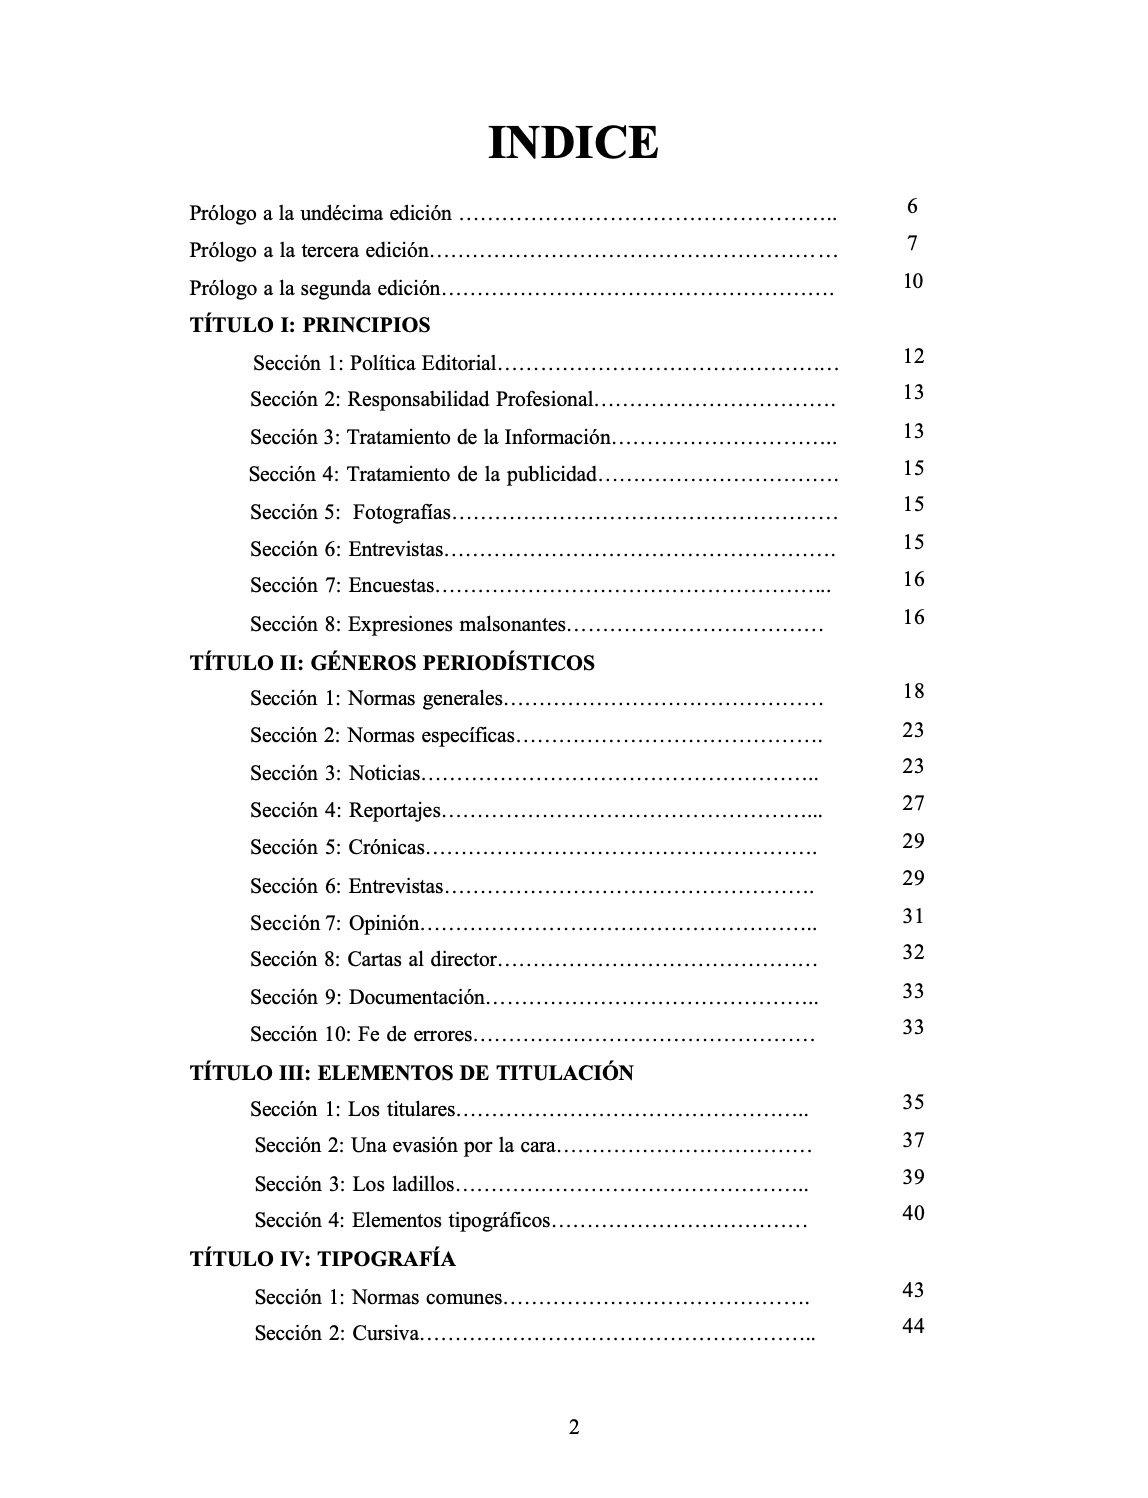 INDICE
Prólogo a la undécima edición …………………………………………….. 6
Prólogo a la tercera edición………………………………………………… 7
Prólogo a la segunda edición………………………………………………. 10
TÍTULO I: PRINCIPIOS
Sección 1: Política Editorial………………………………………… 12
Sección 2: Responsabilidad Profesional……………………………. 13
Sección 3: Tratamiento de la Información………………………….. 13
Sección 4: Tratamiento de la publicidad……………………………. 15
Sección 5:  Fotografías……………………………………………… 15
Sección 6: Entrevistas………………………………………………. 15
Sección 7: Encuestas……………………………………………….. 16
Sección 8: Expresiones malsonantes……………………………… 16
TÍTULO II: GÉNEROS PERIODÍSTICOS
Sección 1: Normas generales……………………………………… 18
Sección 2: Normas específicas……………………………………. 23
Sección 3: Noticias……………………………………………….. 23
Sección 4: Reportajes……………………………………………... 27
Sección 5: Crónicas………………………………………………. 29
Sección 6: Entrevistas……………………………………………. 29
Sección 7: Opinión……………………………………………….. 31
Sección 8: Cartas al director……………………………………… 32
Sección 9: Documentación……………………………………….. 33
Sección 10: Fe de errores………………………………………… 33
TÍTULO III: ELEMENTOS DE TITULACIÓN
Sección 1: Los titulares………………………………………….. 35
Sección 2: Una evasión por la cara……………………………… 37
Sección 3: Los ladillos………………………………………….. 39
Sección 4: Elementos tipográficos……………………………… 40
TÍTULO IV: TIPOGRAFÍA
Sección 1: Normas comunes……………………………………. 43
Sección 2: Cursiva……………………………………………….. 44
2